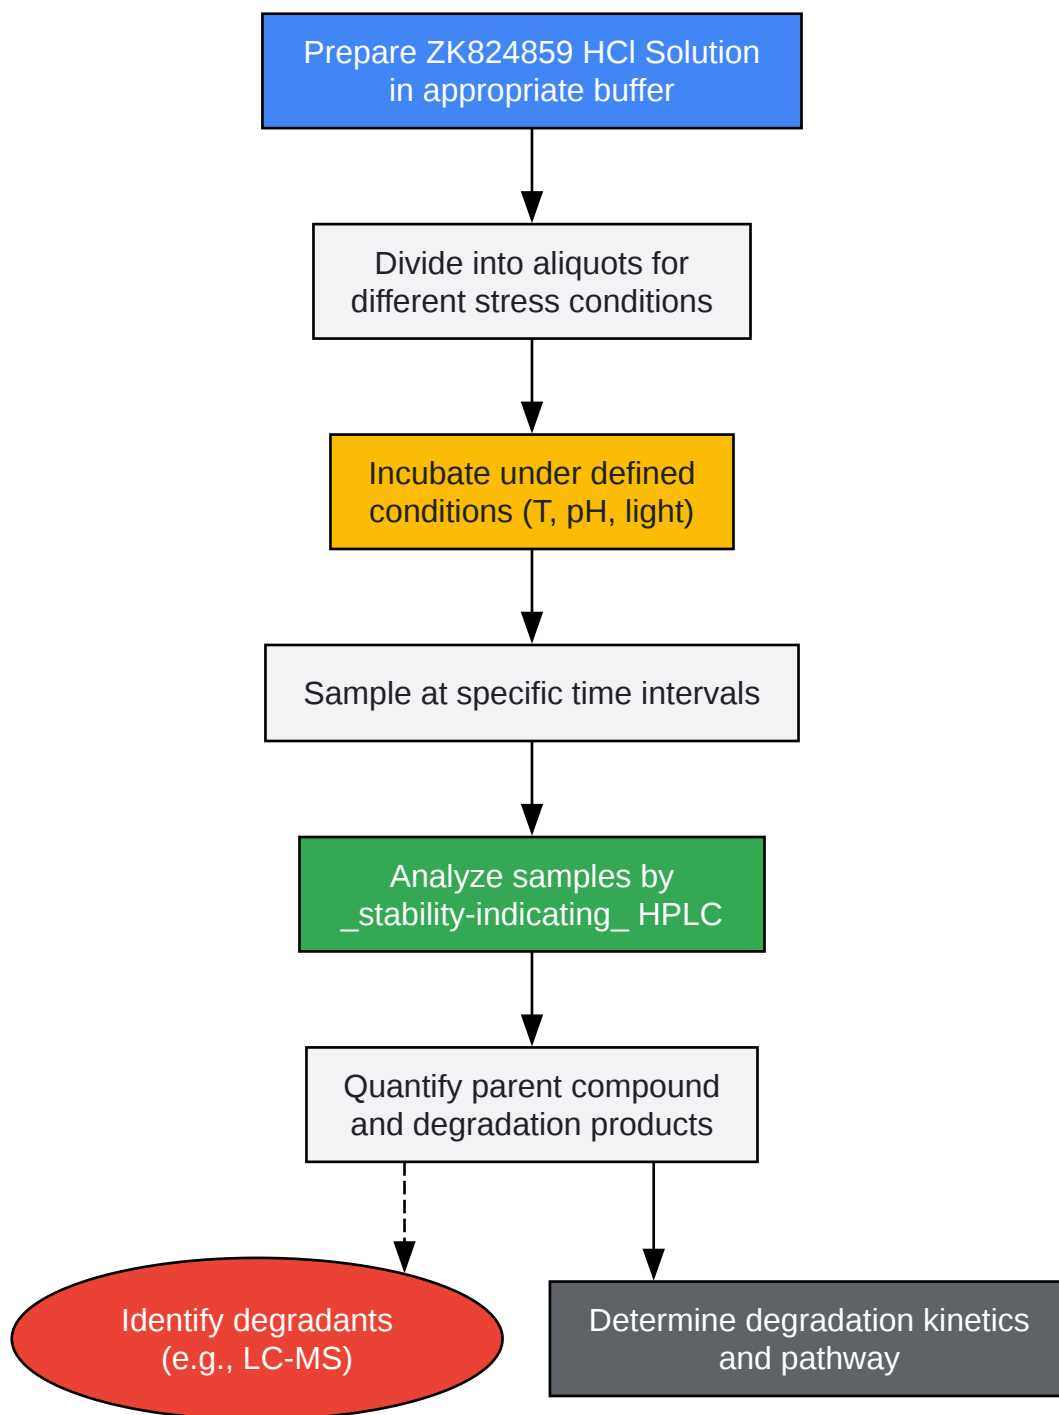 Prepare ZK824859 HCl Solution
in appropriate buffer
Divide into aliquots for
different stress conditions
Incubate under defined
conditions (T, pH, light)
Sample at specific time intervals
Analyze samples by
_stability-indicating_ HPLC
Quantify parent compound
and degradation products
Identify degradants
(e.g., LC-MS)
Determine degradation kinetics
and pathway